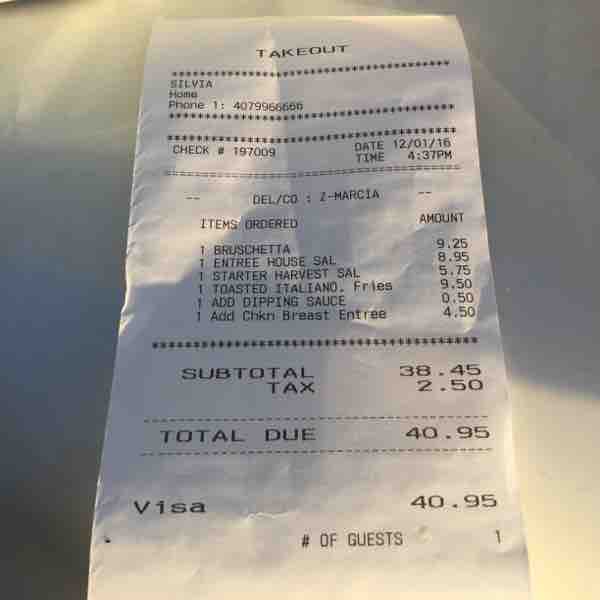 TAKEOUT
************************************
SILVIA
Home
Phone 1: 4079966666
************************************
************************************
CHECK # 197009 DATE 12/01/16
TIME 4:37PM
------------------------------------
-- DEL/CO : Z-MARCIA --
ITEMS ORDERED AMOUNT
1 BRUSCHETTA 9.25
1 ENTREE HOUSE SAL 8.95
1 STARTER HARVEST SAL 5.75
1 TOASTED ITALIANO. Fries 9.50
1 ADD DIPPING SAUCE 0.50
1 Add Chkn Breast Entree 4.50
************************************
SUBTOTAL 38.45
TAX 2.50
------------------------------------
TOTAL DUE 40.95
------------------------------------
Visa 40.95
# OF GUESTS 1